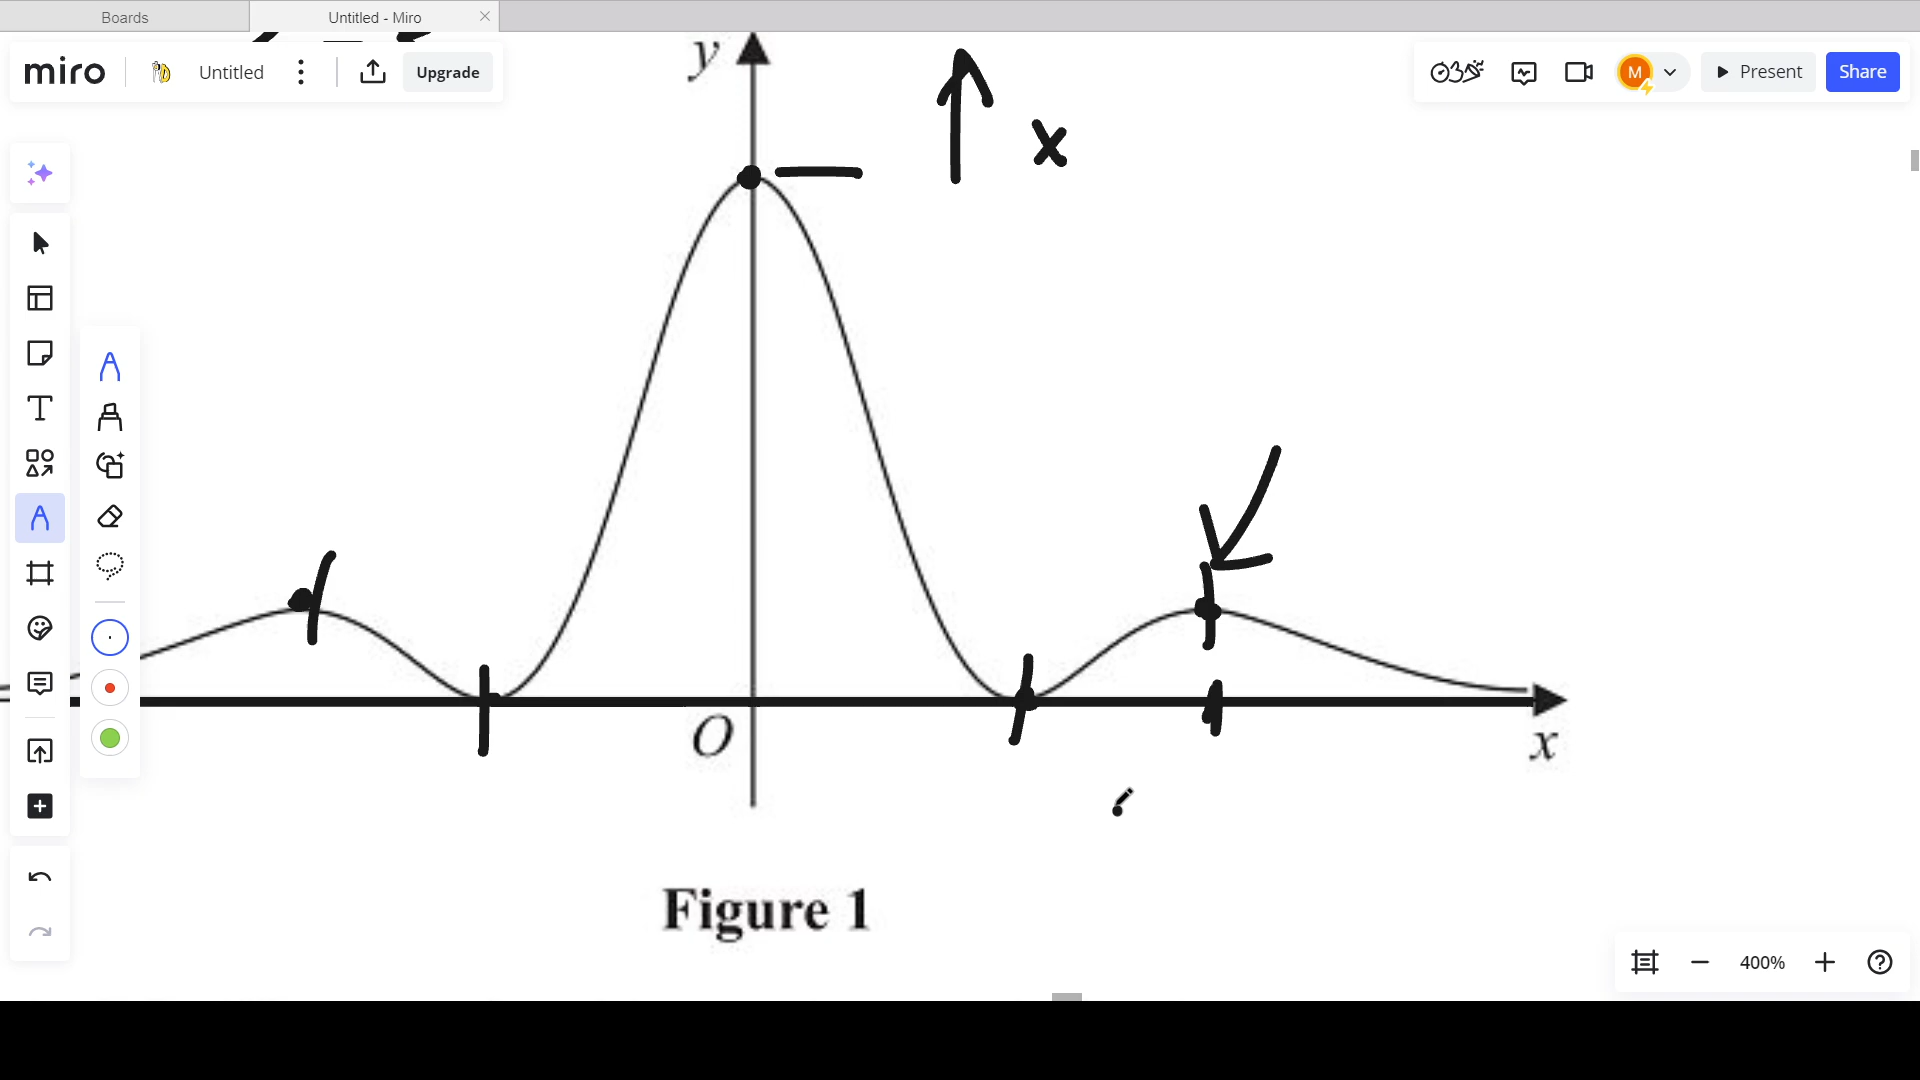 Boards
Untitled - Miro
miro
Untitled
Upgrade
M
Present
Share
y
x
O
x
Figure 1
400%